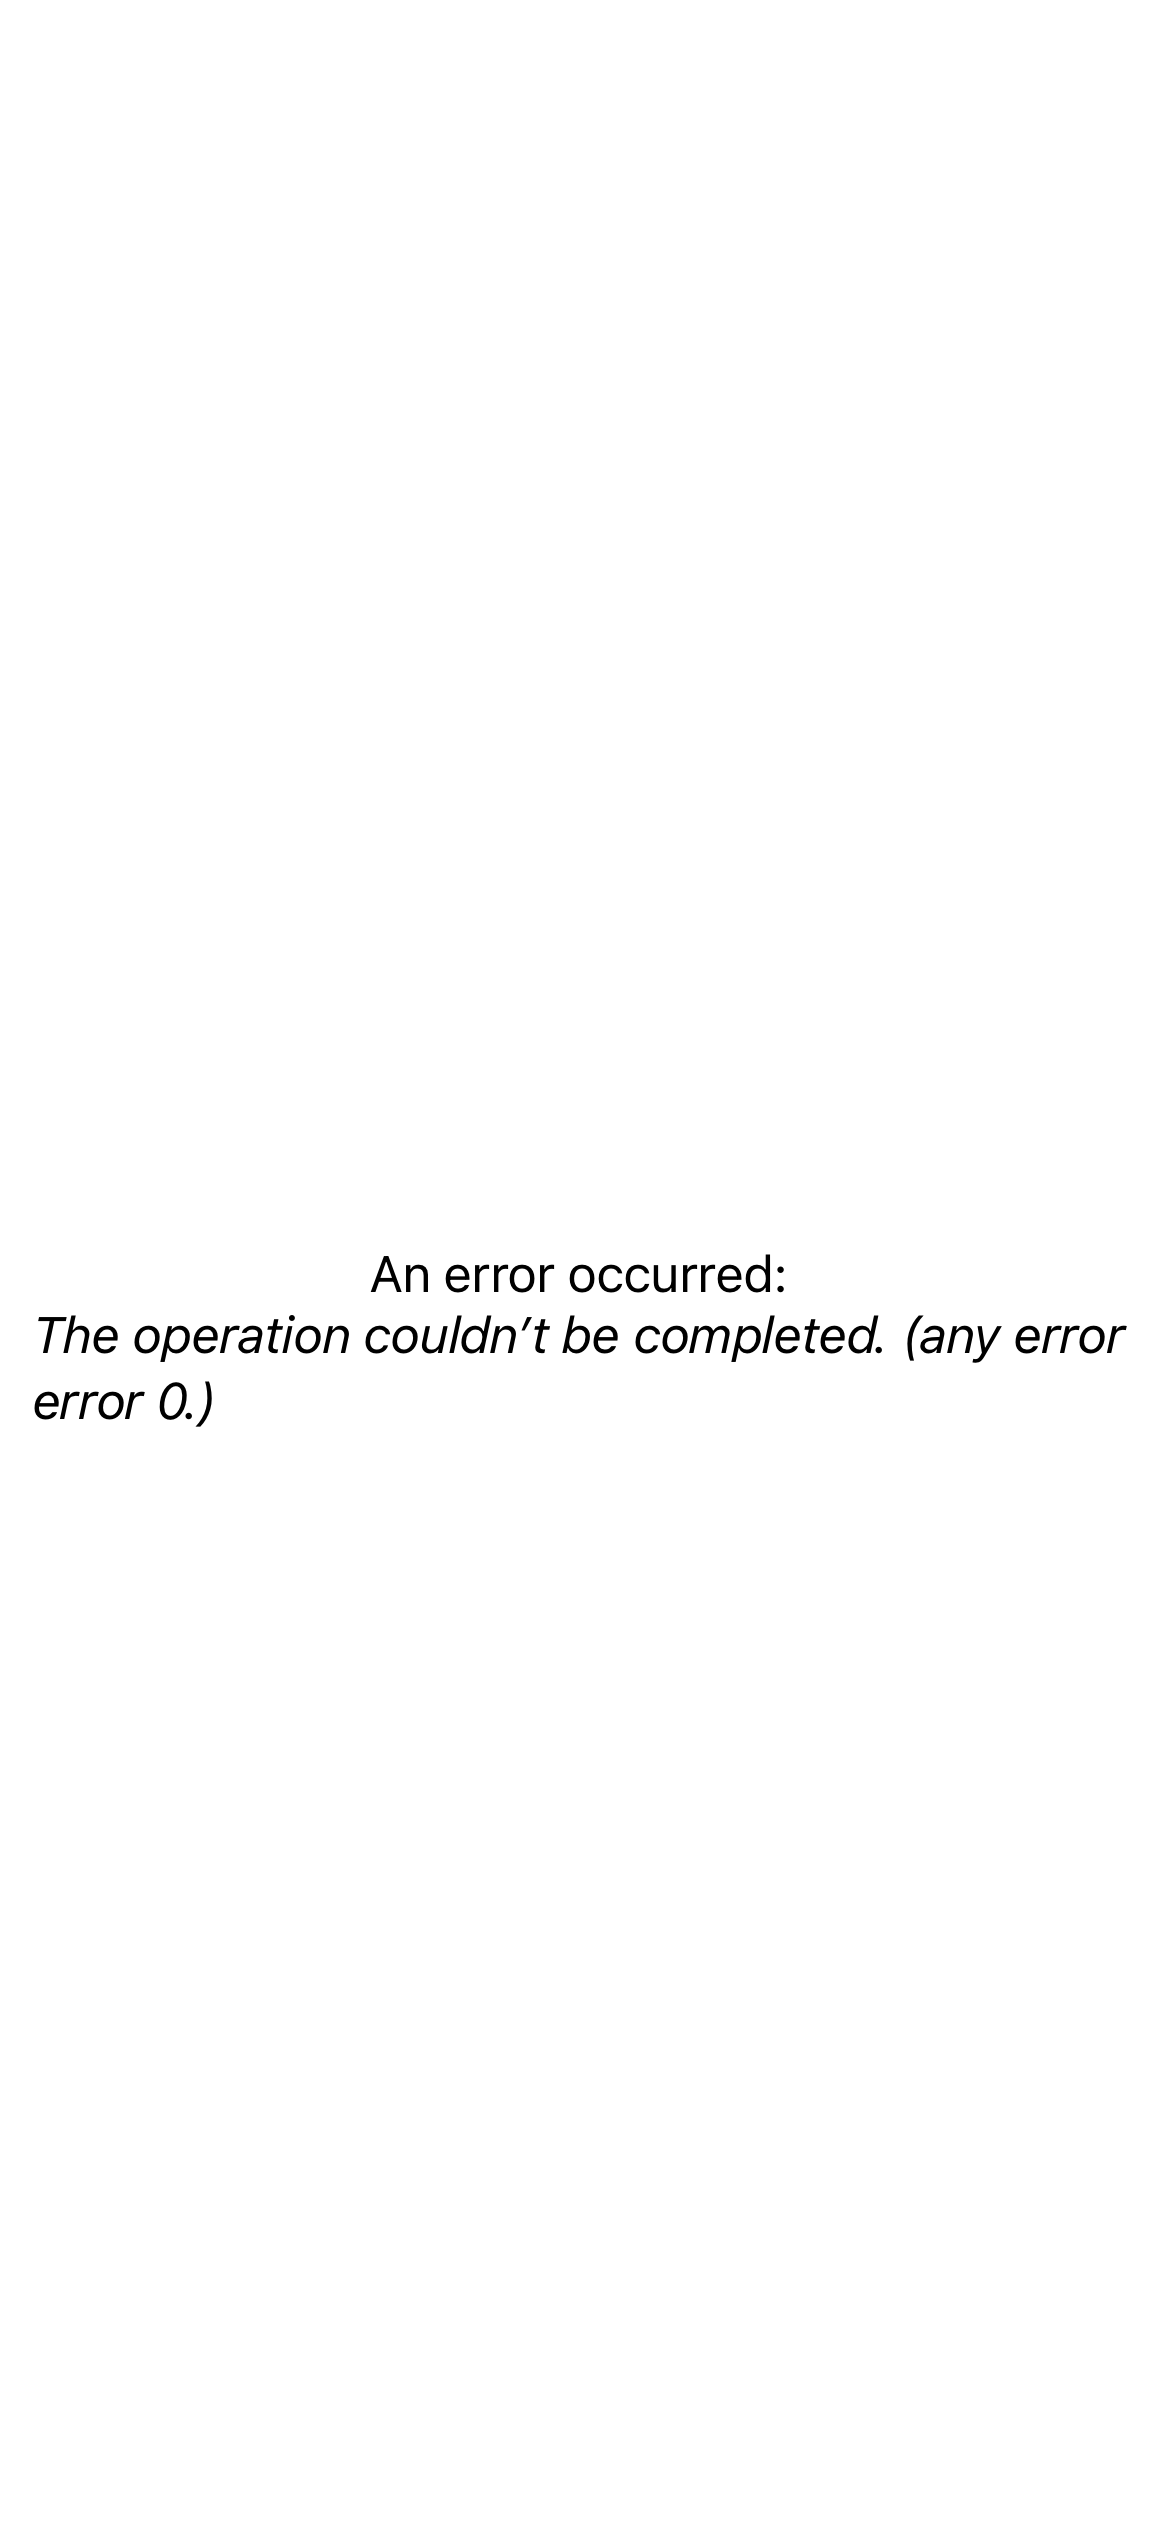 An error occurred:
The operation couldn’t be completed. (any error
error 0.)